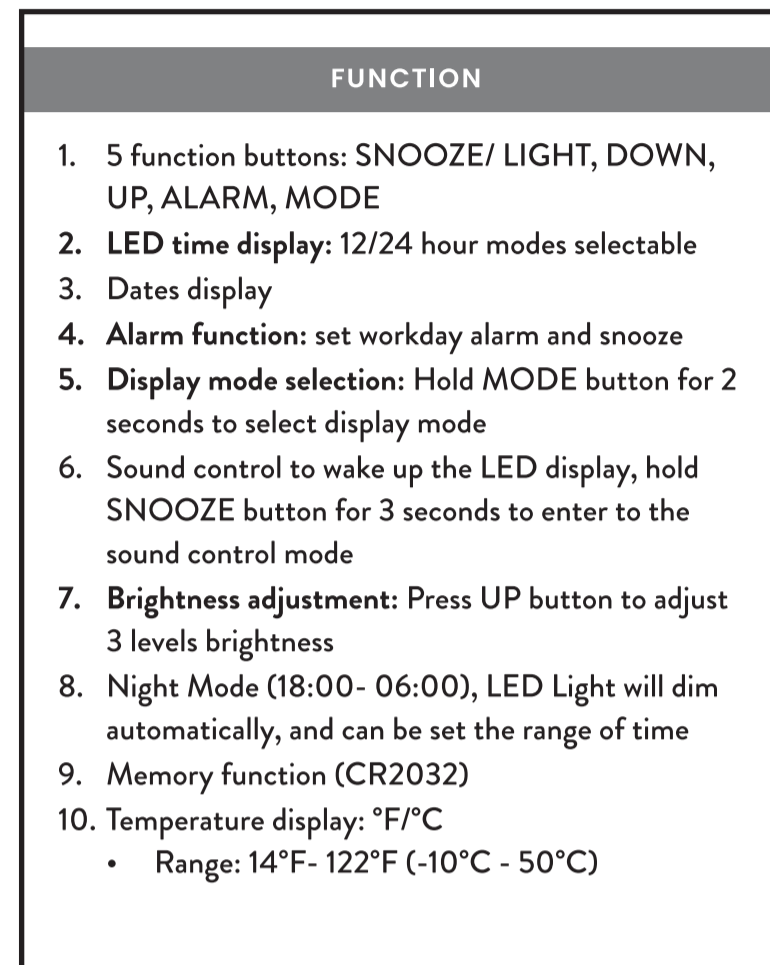 FUNCTION
1. 5 function buttons: SNOOZE/ LIGHT, DOWN,
UP, ALARM, MODE
2. LED time display: 12/24 hour modes selectable
3. Dates display
4. Alarm function: set workday alarm and snooze
5. Display mode selection: Hold MODE button for 2
seconds to select display mode
6. Sound control to wake up the LED display, hold
SNOOZE button for 3 seconds to enter to the
sound control mode
7. Brightness adjustment: Press UP button to adjust
3 levels brightness
8. Night Mode (18:00- 06:00), LED Light will dim
automatically, and can be set the range of time
9. Memory function (CR2032)
10. Temperature display: °F/°C
• Range: 14°F- 122°F (-10°C - 50°C)